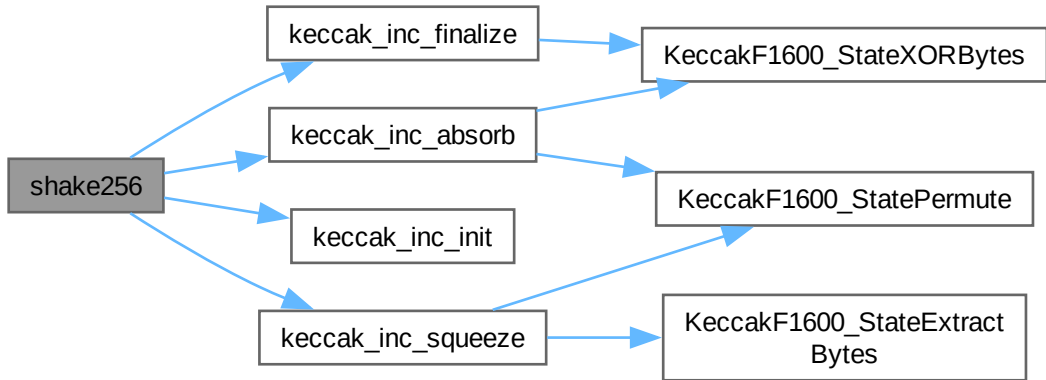 keccak_inc_finalize
KeccakF1600_StateXORBytes
keccak_inc_absorb
shake256
KeccakF1600_StatePermute
keccak_inc_init
keccak_inc_squeeze
KeccakF1600_StateExtract
Bytes